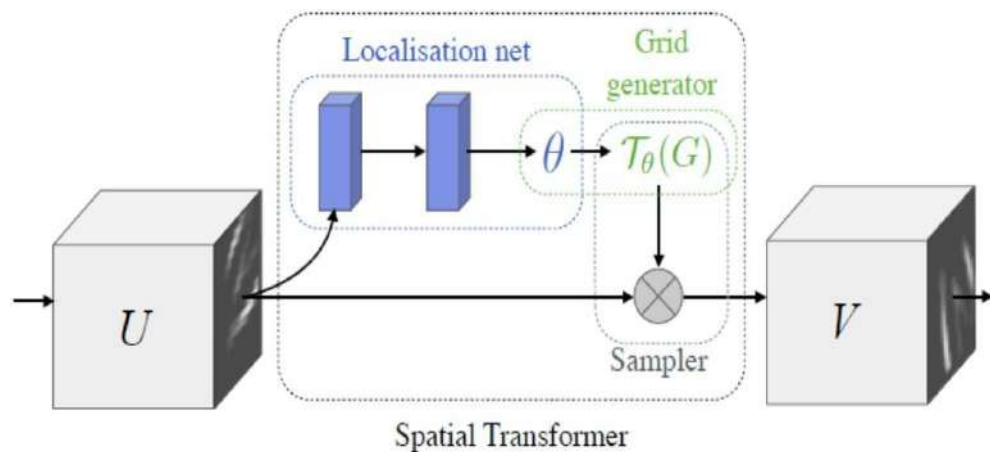 Localisation net
Grid
generator
θ
𝒯θ(G)
U
V
Sampler
Spatial Transformer